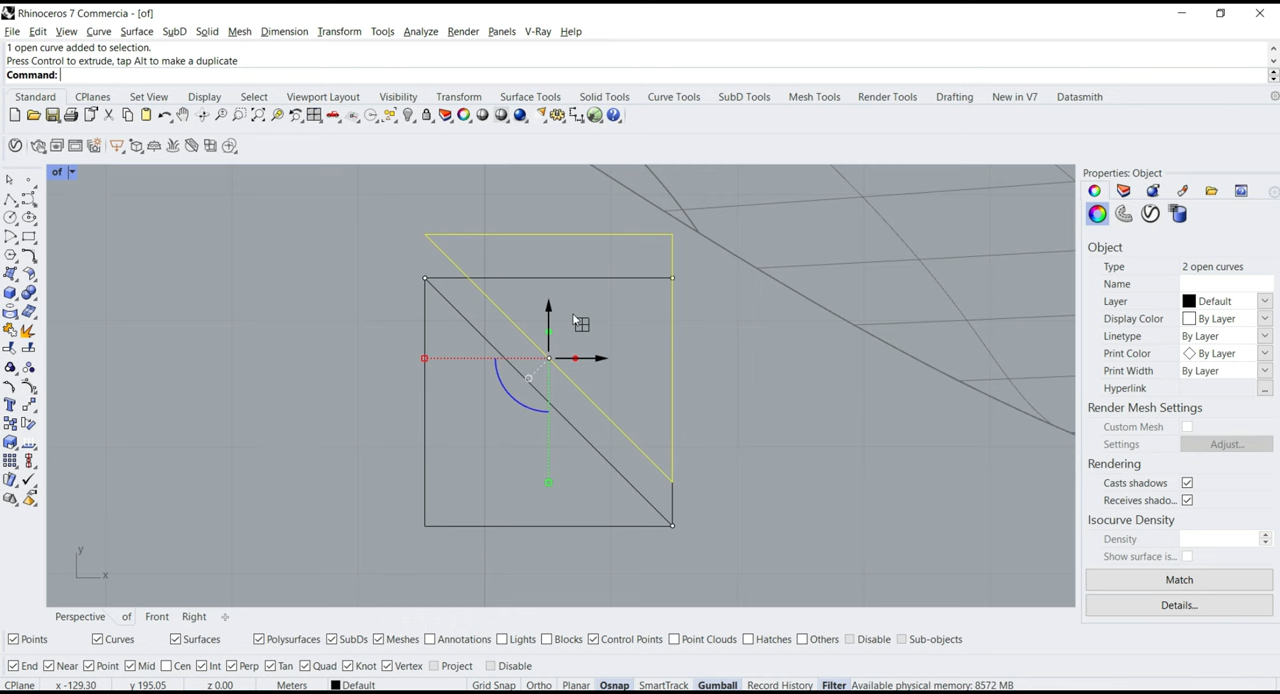 Rhinoceros 7 Commercia - [of]
File Edit View Curve Surface SubD Solid Mesh Dimension Transform Tools Analyze Render Panels V-Ray Help
1 open curve added to selection.
Press Control to extrude, tap Alt to make a duplicate
Command:
Standard CPlanes Set View Display Select Viewport Layout Visibility Transform Surface Tools Solid Tools Curve Tools SubD Tools Mesh Tools Render Tools Drafting New in V7 Datasmith
of
Properties: Object
Object
Type 2 open curves
Name
Layer Default
Display Color By Layer
Linetype By Layer
Print Color By Layer
Print Width By Layer
Hyperlink ...
Render Mesh Settings
Custom Mesh
Settings Adjust...
Rendering
Casts shadows
Receives shado...
Isocurve Density
Density
Show surface is...
Match
Details...
y
x
Perspective of Front Right
Points Curves Surfaces Polysurfaces SubDs Meshes Annotations Lights Blocks Control Points Point Clouds Hatches Others Disable Sub-objects
End Near Point Mid Cen Int Perp Tan Quad Knot Vertex Project Disable
CPlane x -129.30 y 195.05 z 0.00 Meters Default Grid Snap Ortho Planar Osnap SmartTrack Gumball Record History Filter Available physical memory: 8572 MB